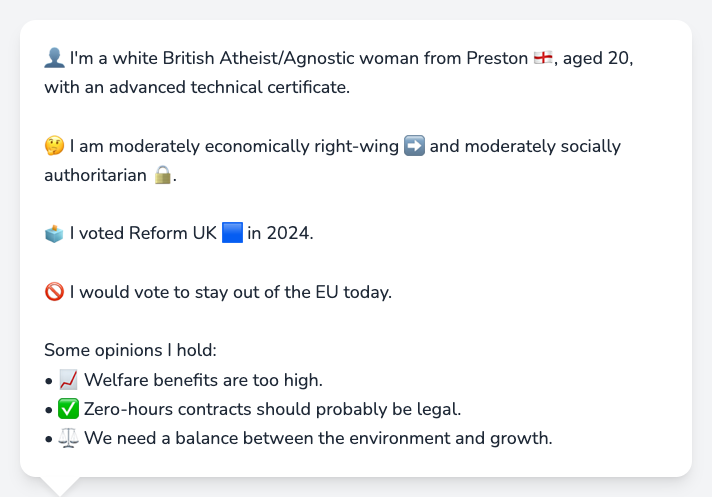 👤 I'm a white British Atheist/Agnostic woman from Preston 🏴󠁧󠁢󠁥󠁮󠁧󠁿, aged 20,
with an advanced technical certificate.
🤔 I am moderately economically right-wing ➡️ and moderately socially
authoritarian 🔒.
🗳️ I voted Reform UK 🟦 in 2024.
🚫 I would vote to stay out of the EU today.
Some opinions I hold:
• 📈 Welfare benefits are too high.
• ✅ Zero-hours contracts should probably be legal.
• ⚖️ We need a balance between the environment and growth.